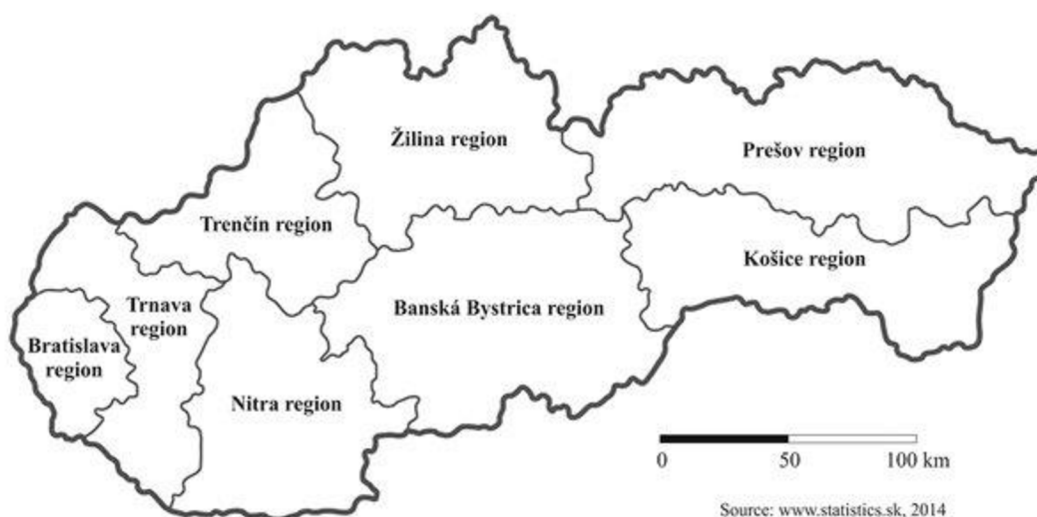 Žilina region
Prešov region
Trenčín region
Košice region
Trnava
region
Banská Bystrica region
Bratislava
region
Nitra region
0 50 100 km
Source: www.statistics.sk, 2014